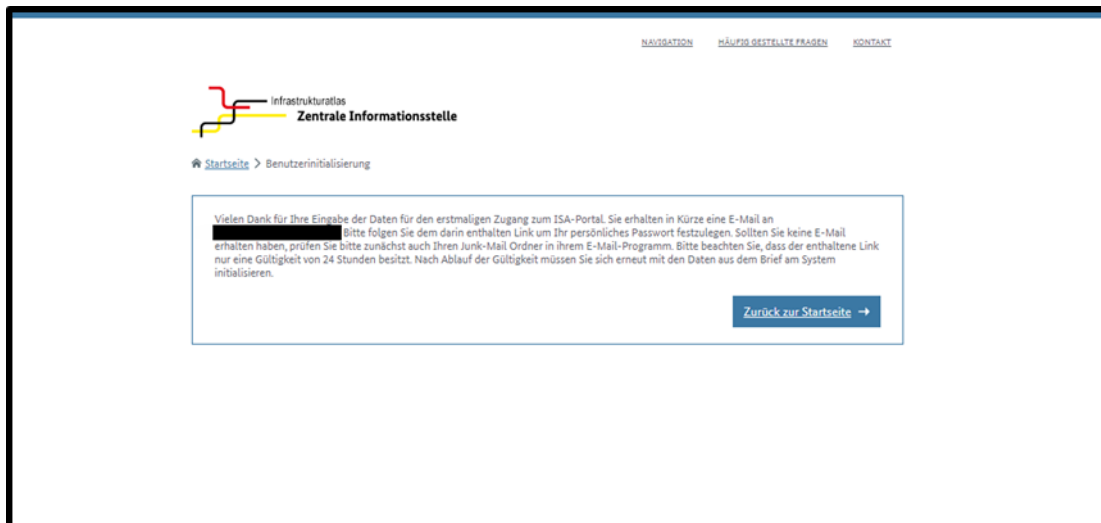 NAVIGATION HÄUFIG GESTELLTE FRAGEN KONTAKT
Infrastrukturatlas
Zentrale Informationsstelle
Startseite > Benutzerinitialisierung
Vielen Dank für Ihre Eingabe der Daten für den erstmaligen Zugang zum ISA-Portal. Sie erhalten in Kürze eine E-Mail an
Bitte folgen Sie dem darin enthalten Link um Ihr persönliches Passwort festzulegen. Sollten Sie keine E-Mail
erhalten haben, prüfen Sie bitte zunächst auch Ihren Junk-Mail Ordner in ihrem E-Mail-Programm. Bitte beachten Sie, dass der enthaltene Link
nur eine Gültigkeit von 24 Stunden besitzt. Nach Ablauf der Gültigkeit müssen Sie sich erneut mit den Daten aus dem Brief am System
initialisieren.
Zurück zur Startseite →